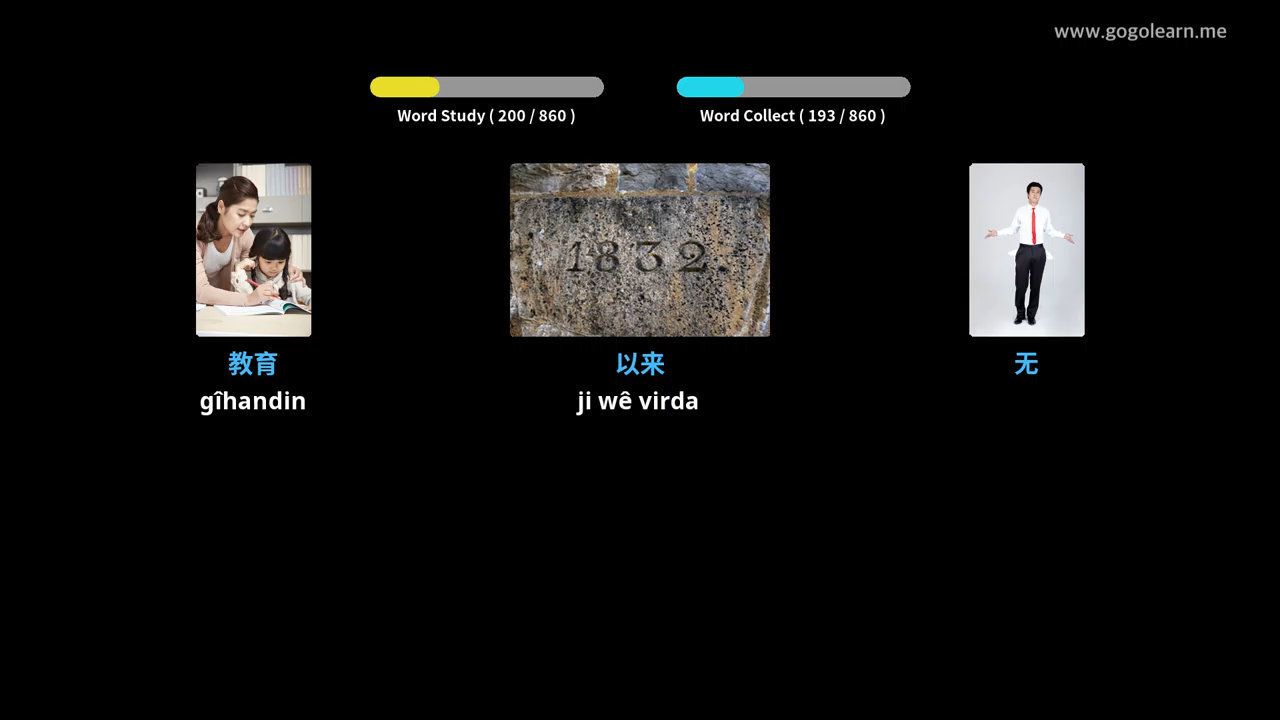 www.gogolearn.me
Word Study ( 200 / 860 )
Word Collect ( 193 / 860 )
1832.
教育
以来
无
gîhandin
ji wê virda